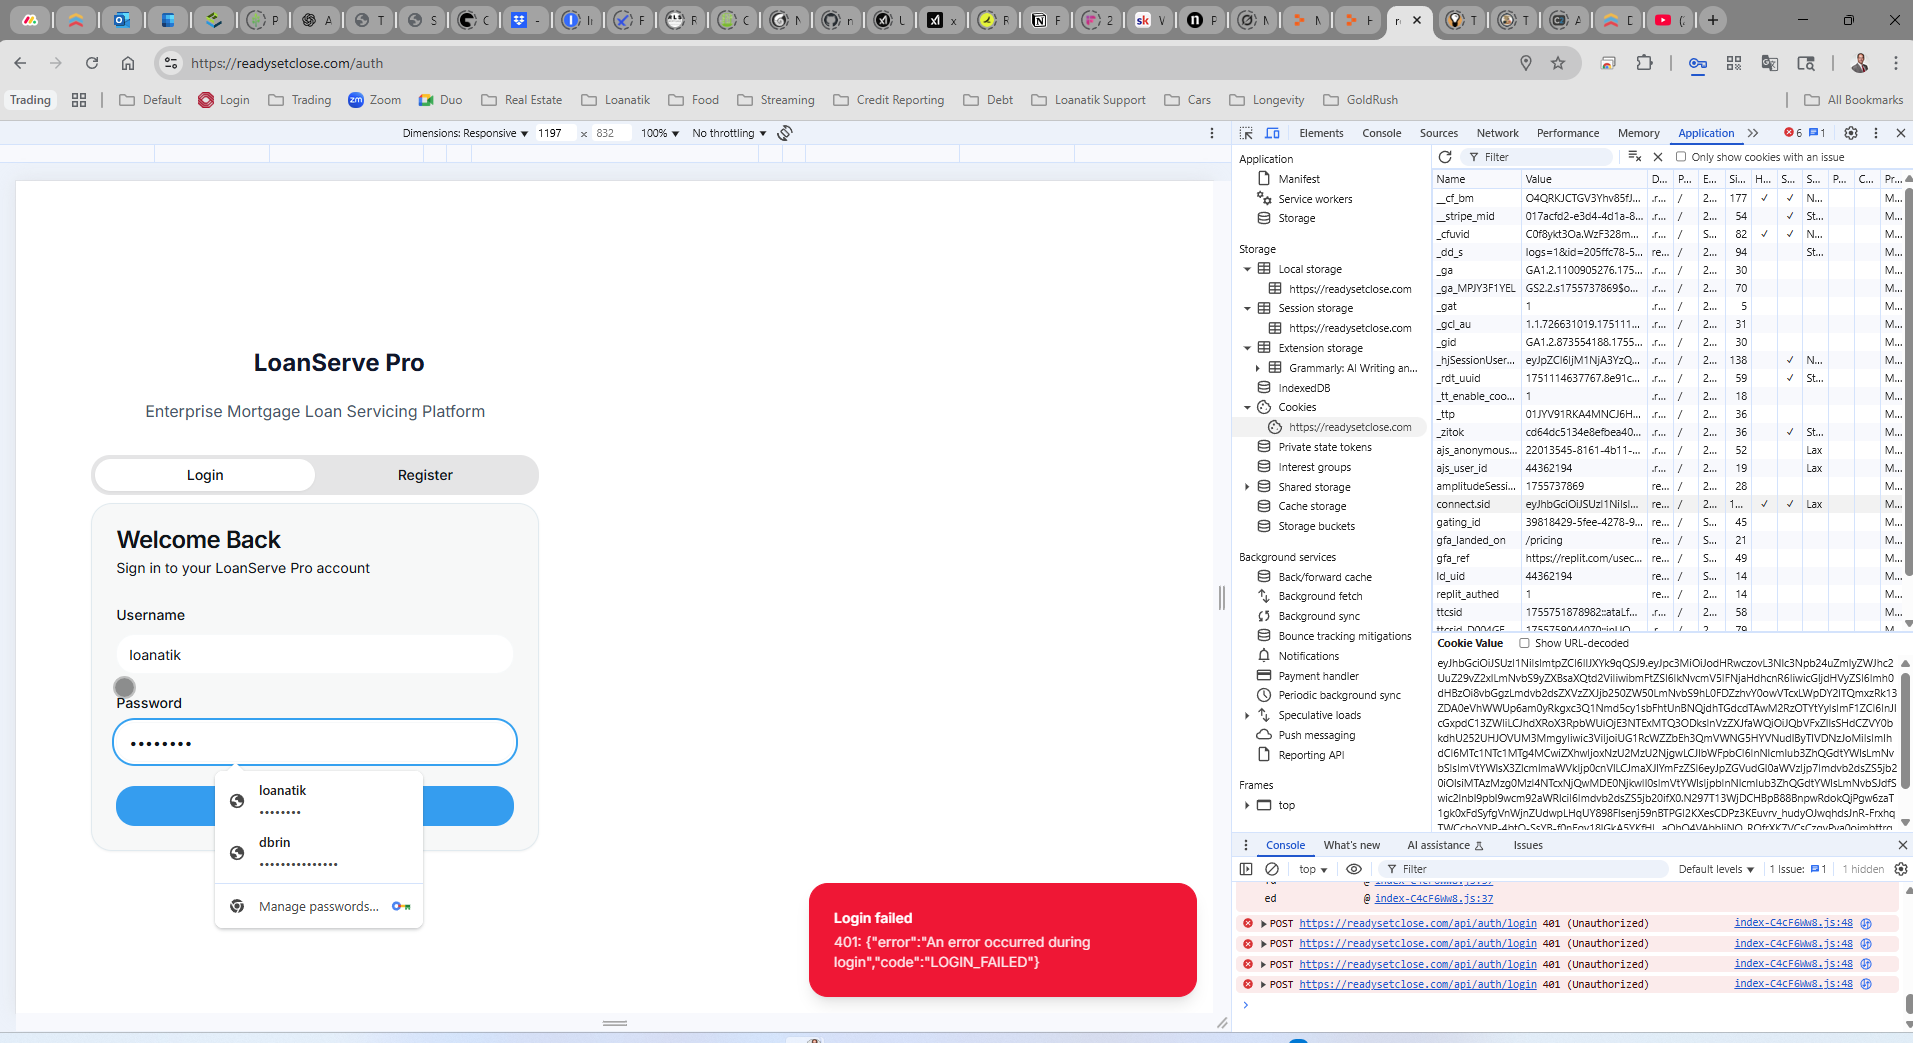 https://readysetclose.com/auth
Trading
Default
Login
Trading
Zoom
Duo
Real Estate
Loanatik
Food
Streaming
Credit Reporting
Debt
Loanatik Support
Cars
Longevity
GoldRush
All Bookmarks
Dimensions: Responsive
1197 × 832
100%
No throttling
LoanServe Pro
Enterprise Mortgage Loan Servicing Platform
Login
Register
Welcome Back
Sign in to your LoanServe Pro account
Username
loanatik
Password
••••••••
loanatik
••••••••
dbrin
•••••••••••••••
Manage passwords...
Login failed
401: {"error":"An error occurred during
login","code":"LOGIN_FAILED"}
Elements
Console
Sources
Network
Performance
Memory
Application
6
1
Application
Manifest
Service workers
Storage
Storage
Local storage
https://readysetclose.com
Session storage
https://readysetclose.com
Extension storage
Grammarly: AI Writing an...
IndexedDB
Cookies
https://readysetclose.com
Private state tokens
Interest groups
Shared storage
Cache storage
Storage buckets
Background services
Back/forward cache
Background fetch
Background sync
Bounce tracking mitigations
Notifications
Payment handler
Periodic background sync
Speculative loads
Push messaging
Reporting API
Frames
top
Filter
Only show cookies with an issue
Name Value D... P... E... Si... H... S... S... P... C... Pr...
__cf_bm O4QRKJCTGV3Yhv85fJ... .r... / 2... 177 ✓ ✓ N... M...
__stripe_mid 017acfd2-e3d4-4d1a-8... .r... / 2... 54 ✓ St... M...
_cfuvid C0f8ykt3Oa.WzF328m... .r... / S... 82 ✓ ✓ N... M...
_dd_s logs=1&id=205ffc78-5... re... / 2... 94 St... M...
_ga GA1.2.1100905276.175... .r... / 2... 30 M...
_ga_MPJY3F1YEL GS2.2.s1755737869$o... .r... / 2... 70 M...
_gat 1 .r... / 2... 5 M...
_gcl_au 1.1.726631019.175111... .r... / 2... 31 M...
_gid GA1.2.873554188.1755... .r... / 2... 30 M...
_hjSessionUser... eyJpZCI6IjM1NjA3YzQ... .r... / 2... 138 ✓ N... M...
_rdt_uuid 1751114637767.8e91c... .r... / 2... 59 ✓ St... M...
_tt_enable_coo... 1 .r... / 2... 18 M...
_ttp 01JYV91RKA4MNCJ6H... .r... / 2... 36 M...
_zitok cd64dc5134e8efbea40... .r... / 2... 36 ✓ St... M...
ajs_anonymous... 22013545-8161-4b11-... .r... / 2... 52 Lax M...
ajs_user_id 44362194 .r... / 2... 19 Lax M...
amplitudeSessi... 1755737869 re... / 2... 28 M...
connect.sid eyJhbGciOiJSUzI1NiIsI... re... / 2... 1... ✓ ✓ Lax M...
gating_id 39818429-5fee-4278-9... re... / S... 45 M...
gfa_landed_on /pricing re... / S... 21 M...
gfa_ref https://replit.com/usec... re... / S... 49 M...
ld_uid 44362194 re... / S... 14 M...
replit_authed 1 re... / 2... 14 M...
ttcsid 1755751878982::ataLf... .r... / 2... 58 M...
Cookie Value
Show URL-decoded
Console
What's new
AI assistance
Issues
top
Filter
Default levels
1 Issue: 1
1 hidden
ed @ index-C4cF6Ww8.js:37
POST https://readysetclose.com/api/auth/login 401 (Unauthorized) index-C4cF6Ww8.js:48
POST https://readysetclose.com/api/auth/login 401 (Unauthorized) index-C4cF6Ww8.js:48
POST https://readysetclose.com/api/auth/login 401 (Unauthorized) index-C4cF6Ww8.js:48
POST https://readysetclose.com/api/auth/login 401 (Unauthorized) index-C4cF6Ww8.js:48